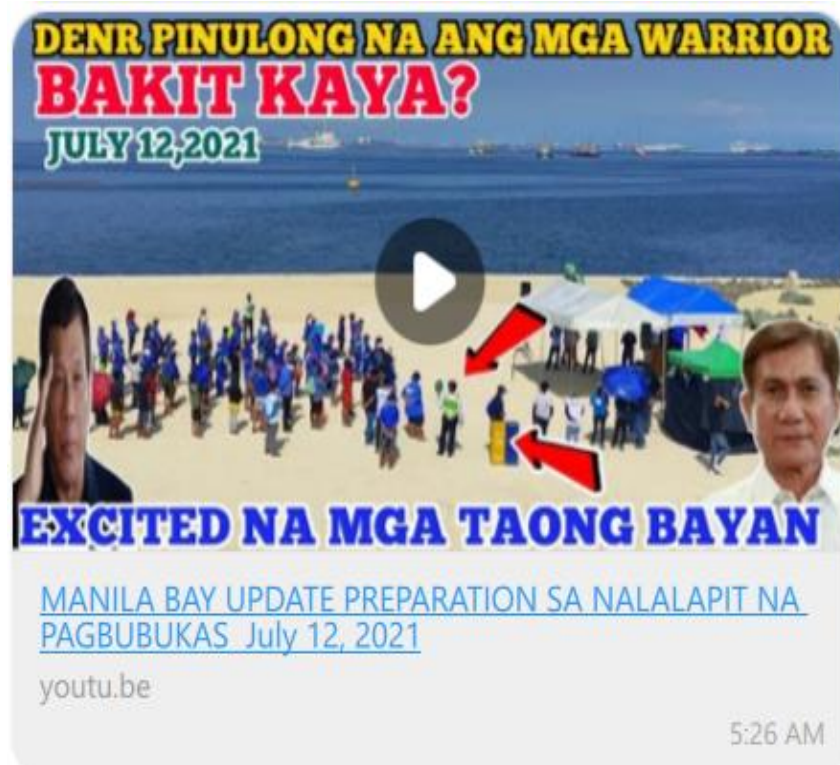 DENR PINULONG NA ANG MGA WARRIOR
BAKIT KAYA?
JULY 12,2021
EXCITED NA MGA TAONG BAYAN
MANILA BAY UPDATE PREPARATION SA NALALAPIT NA
PAGBUBUKAS July 12, 2021
youtu.be
5:26 AM